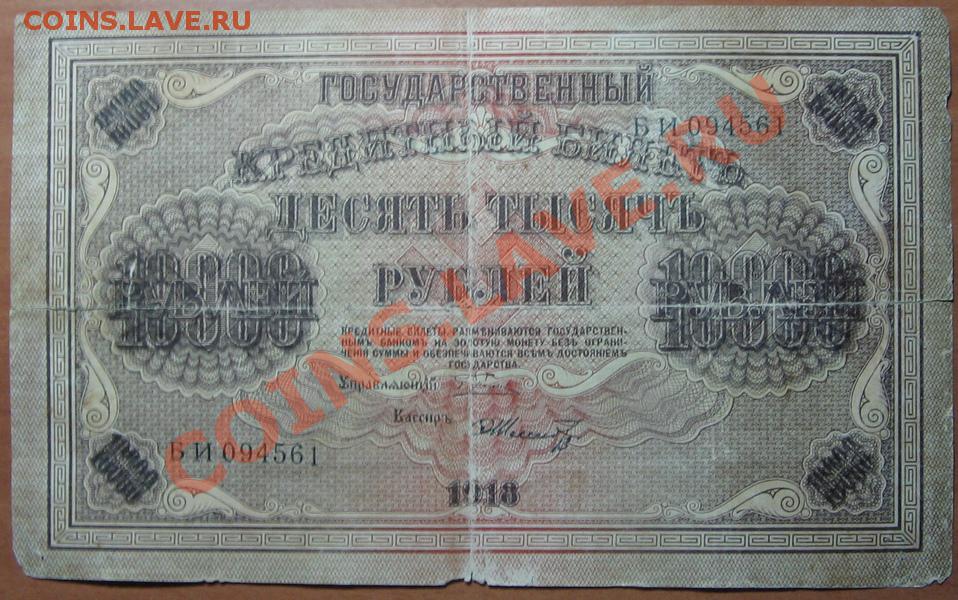 COINS.LAVE.RU
ГОСУДАРСТВЕННЫЙ
БИ 094561
КРЕДИТНЫЙ БИЛЕТЪ
ДЕСЯТЬ ТЫСЯЧЪ
РУБЛЕЙ
10000 РУБЛЕЙ
10000 РУБЛЕЙ
КРЕДИТНЫЕ БИЛЕТЫ РАЗМѢНИВАЮТСЯ ГОСУДАРСТВЕН-
НЫМЪ БАНКОМЪ НА ЗОЛОТУЮ МОНЕТУ БЕЗЪ ОГРАНИ-
ЧЕНІЯ СУММЫ И ОБЕЗПЕЧИВАЮТСЯ ВСѢМЪ ДОСТОЯНІЕМЪ
ГОСУДАРСТВА.
Управляющій
Кассиръ
БИ 094561
1918
COINS.LAVE.RU